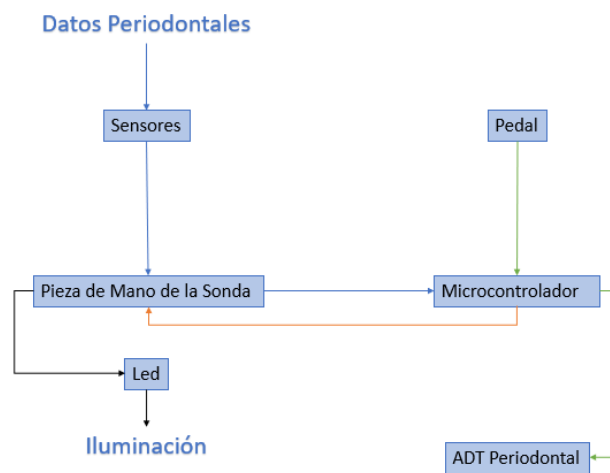 Datos Periodontales
Sensores
Pedal
Pieza de Mano de la Sonda
Microcontrolador
Led
Iluminación
ADT Periodontal